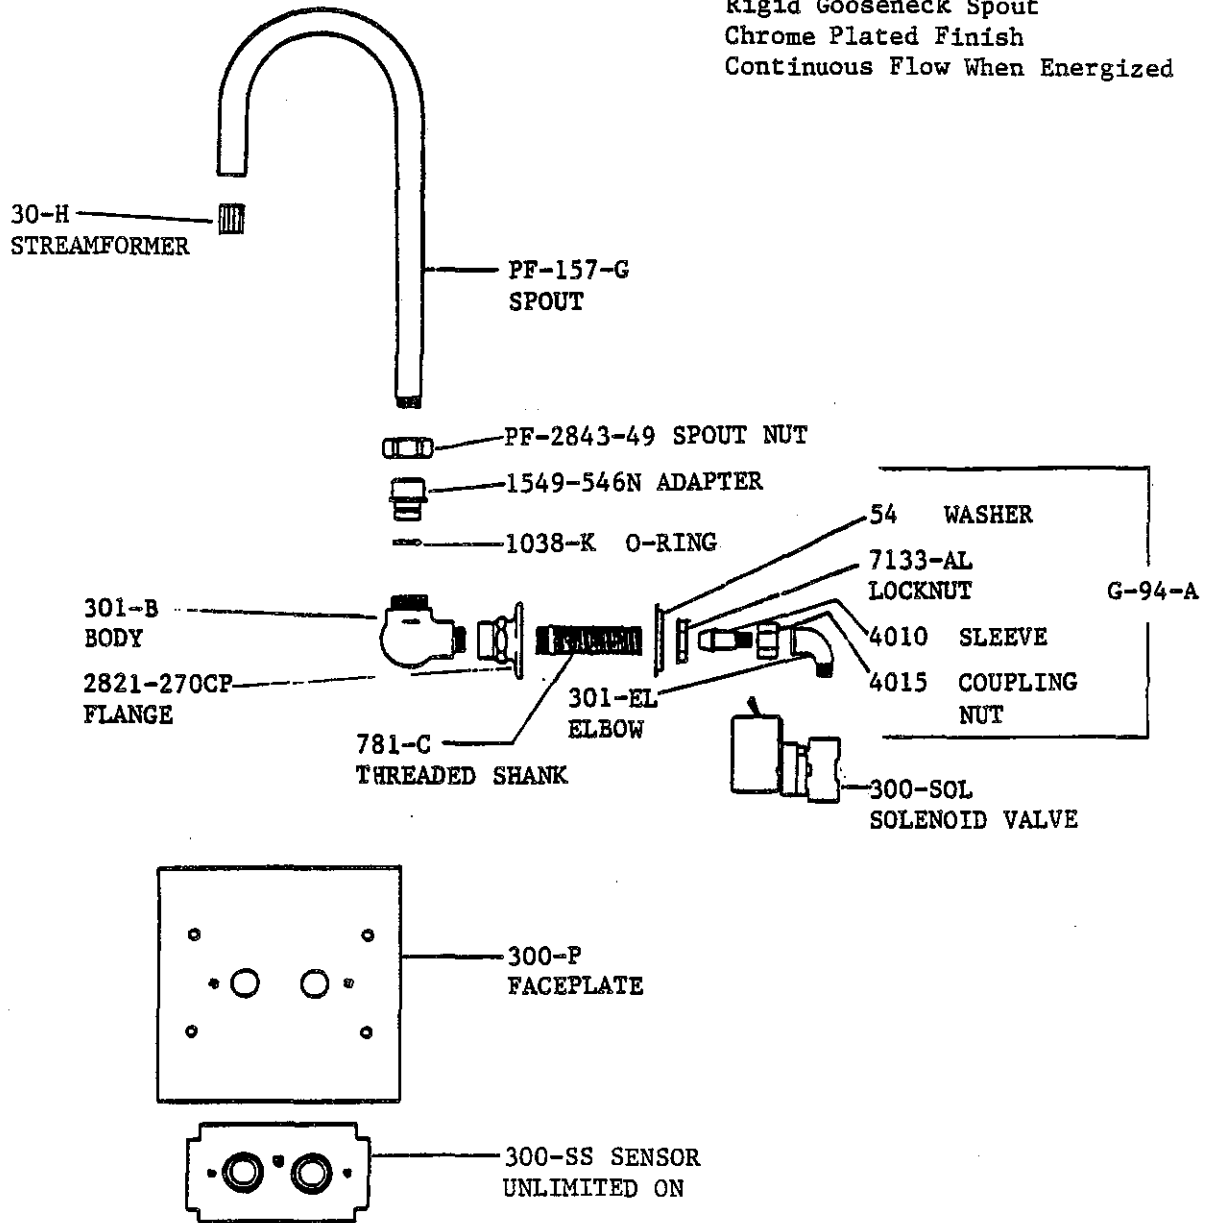 Rigid Gooseneck Spout
Chrome Plated Finish
Continuous Flow When Energized
30-H
STREAMFORMER
PF-157-G
SPOUT
PF-2843-49 SPOUT NUT
1549-546N ADAPTER
1038-K O-RING
54 WASHER
7133-AL
LOCKNUT
G-94-A
301-B
BODY
4010 SLEEVE
2821-270CP
FLANGE
301-EL
ELBOW
4015 COUPLING
NUT
781-C
THREADED SHANK
300-SOL
SOLENOID VALVE
300-P
FACEPLATE
300-SS SENSOR
UNLIMITED ON